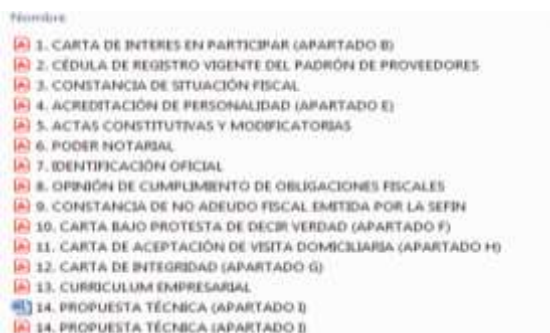 Nombre
1. CARTA DE INTERES EN PARTICIPAR (APARTADO B)
2. CÉDULA DE REGISTRO VIGENTE DEL PADRÓN DE PROVEEDORES
3. CONSTANCIA DE SITUACIÓN FISCAL
4. ACREDITACIÓN DE PERSONALIDAD (APARTADO E)
5. ACTAS CONSTITUTIVAS Y MODIFICATORIAS
6. PODER NOTARIAL
7. IDENTIFICACIÓN OFICIAL
8. OPINIÓN DE CUMPLIMIENTO DE OBLIGACIONES FISCALES
9. CONSTANCIA DE NO ADEUDO FISCAL EMITIDA POR LA SEFIN
10. CARTA BAJO PROTESTA DE DECIR VERDAD (APARTADO F)
11. CARTA DE ACEPTACIÓN DE VISITA DOMICILIARIA (APARTADO H)
12. CARTA DE INTEGRIDAD (APARTADO G)
13. CURRICULUM EMPRESARIAL
14. PROPUESTA TÉCNICA (APARTADO I)
14. PROPUESTA TÉCNICA (APARTADO I)